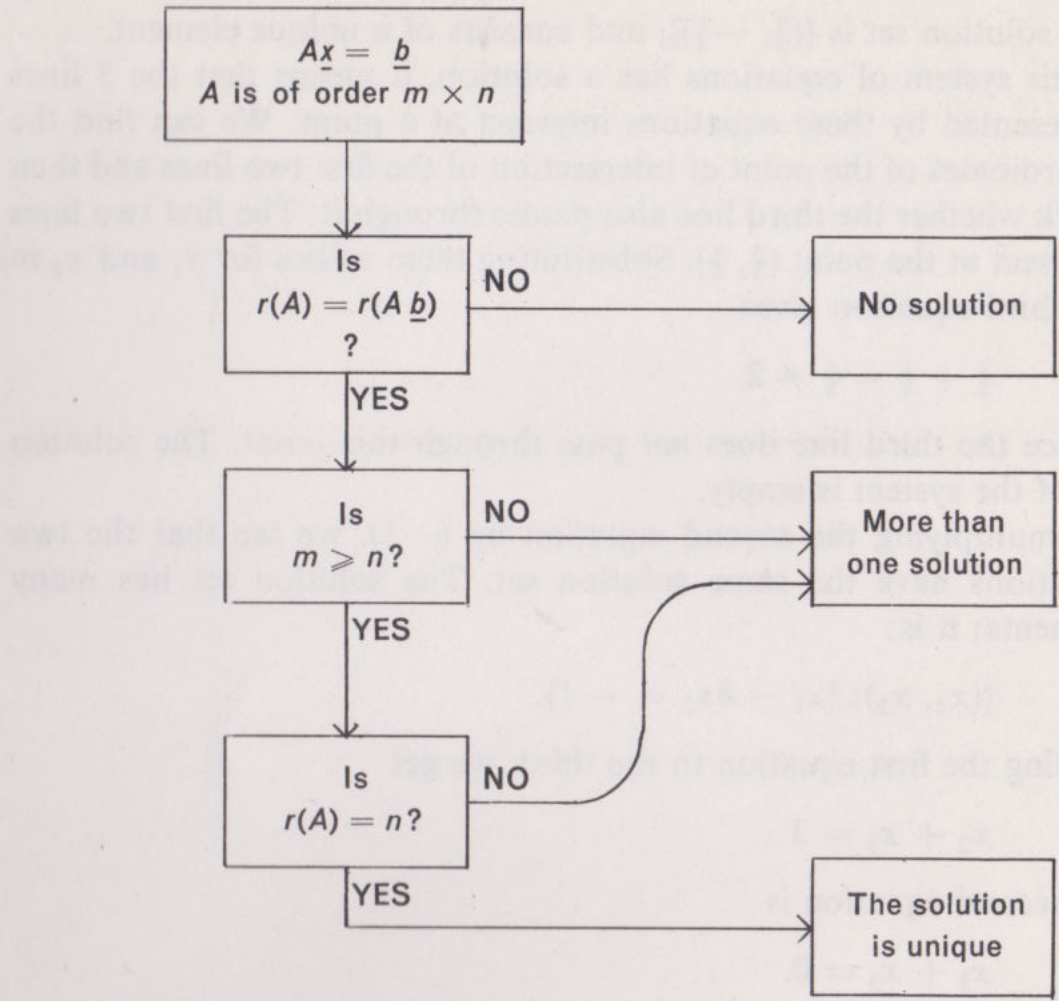 Ax = b
A is of order m × n
Is
r(A) = r(A b)
?
NO
No solution
YES
Is
m ⩾ n?
NO
More than
one solution
YES
Is
r(A) = n?
NO
YES
The solution
is unique